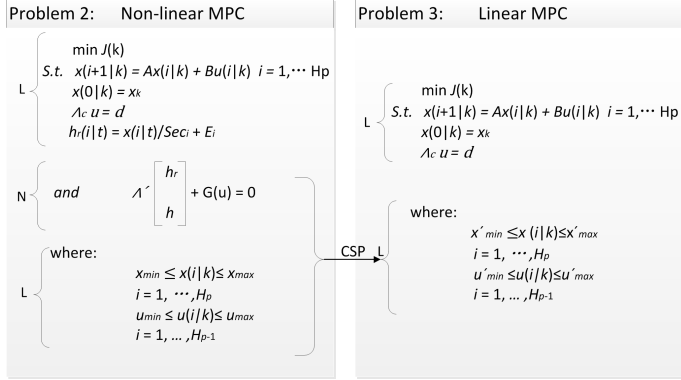 Problem 2: Non-linear MPC
L
min J(k)
S.t. x(i+1|k) = Ax(i|k) + Bu(i|k) i = 1,⋯ Hp
x(0|k) = xk
Λc u = d
hr(i|t) = x(i|t)/Seci + Ei
N
and Λ´ [hr h] + G(u) = 0
L
where:
xmin ≤ x(i|k)≤ xmax
i = 1, ⋯ ,Hp
umin ≤ u(i|k)≤ umax
i = 1, ... ,Hp-1
CSP
Problem 3: Linear MPC
L
min J(k)
S.t. x(i+1|k) = Ax(i|k) + Bu(i|k) i = 1,⋯ Hp
x(0|k) = xk
Λc u = d
L
where:
x´min ≤x (i|k)≤x´max
i = 1, ⋯ ,Hp
u´min ≤u(i|k)≤u´max
i = 1, ... ,Hp-1